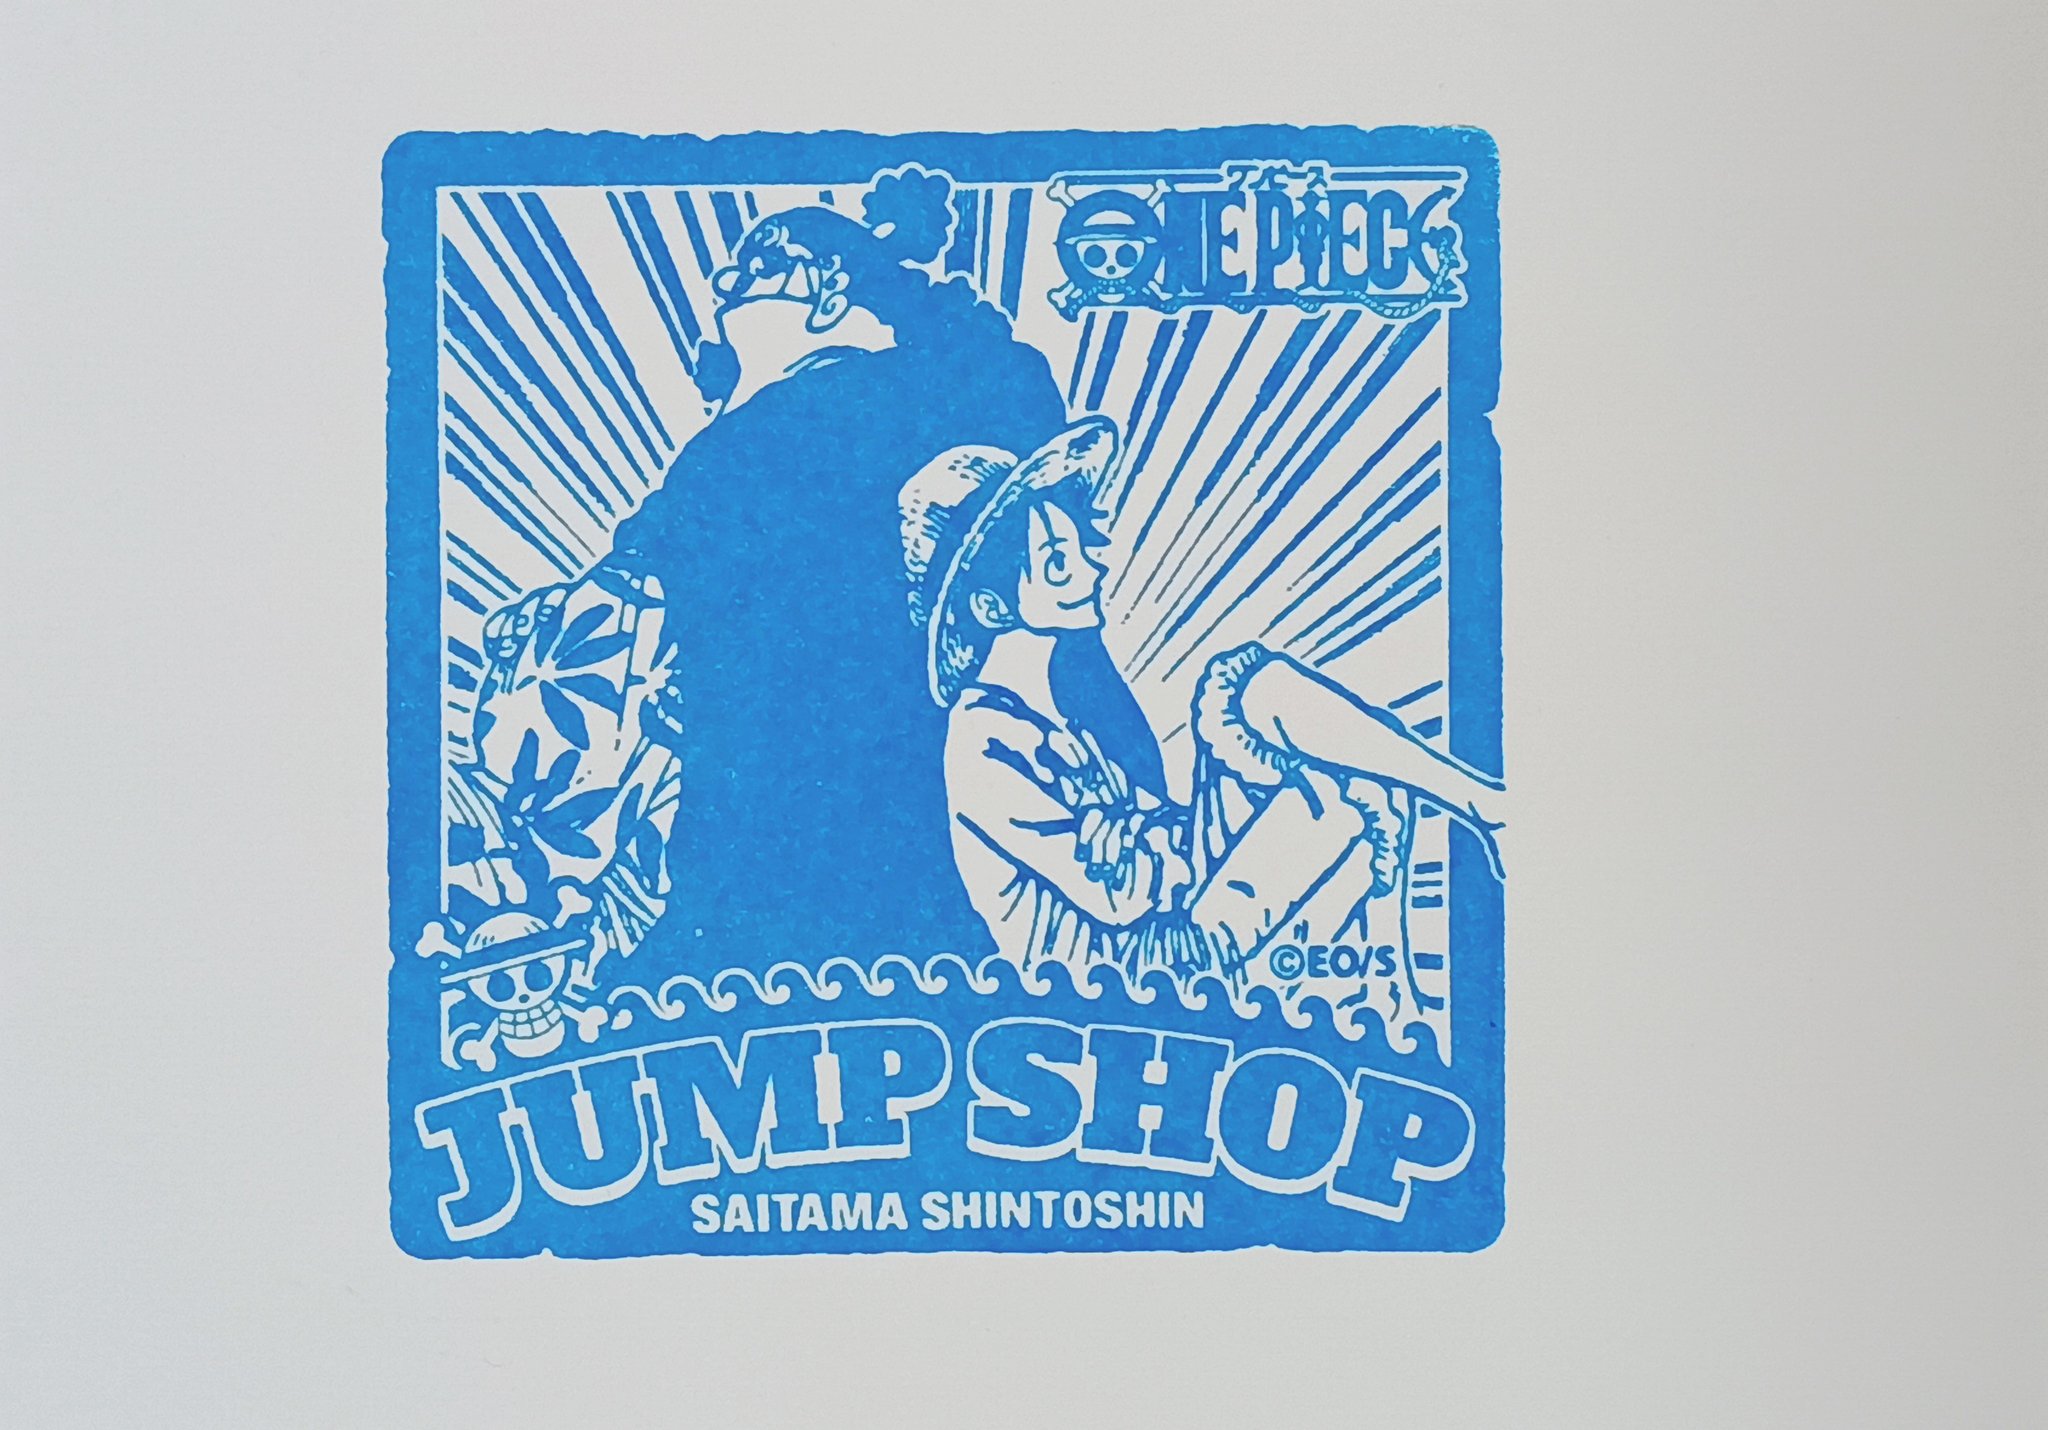 ワンピース
ONE PIECE
©EO/S
JUMP SHOP
SAITAMA SHINTOSHIN